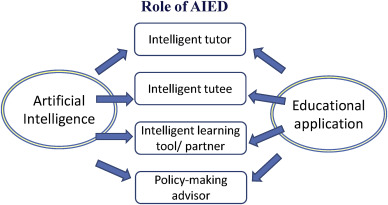 Role of AIED
Intelligent tutor
Intelligent tutee
Artificial
Intelligence
Educational
application
Intelligent learning
tool/ partner
Policy-making
advisor